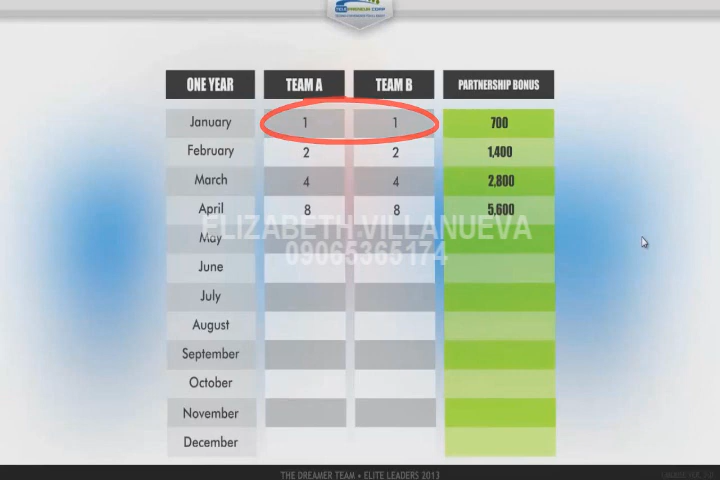 ONE YEAR TEAM A TEAM B PARTNERSHIP BONUS
January 1 1 700
February 2 2 1,400
March 4 4 2,800
April 8 8 5,600
ELIZABETH VILLANUEVA
May
09065365174
June
July
August
September
October
November
December
THE DREAMER TEAM • ELITE LEADERS 2013